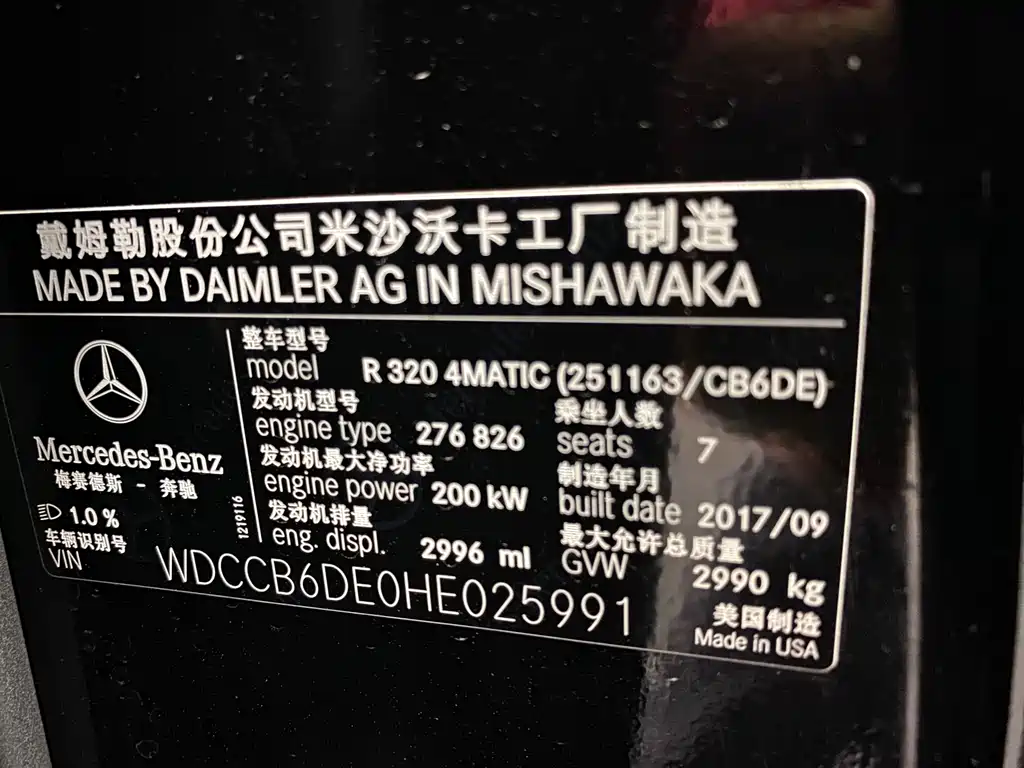 戴姆勒股份公司米沙沃卡工厂制造
MADE BY DAIMLER AG IN MISHAWAKA
Mercedes-Benz
梅赛德斯 - 奔驰
1.0 %
1219116
整车型号
model R 320 4MATIC (251163/CB6DE)
发动机型号
engine type 276 826
乘坐人数
seats 7
发动机最大净功率
engine power 200 kW
制造年月
built date 2017/09
发动机排量
eng. displ. 2996 ml
最大允许总质量
GVW 2990 kg
车辆识别号
VIN WDCCB6DE0HE025991
美国制造
Made in USA